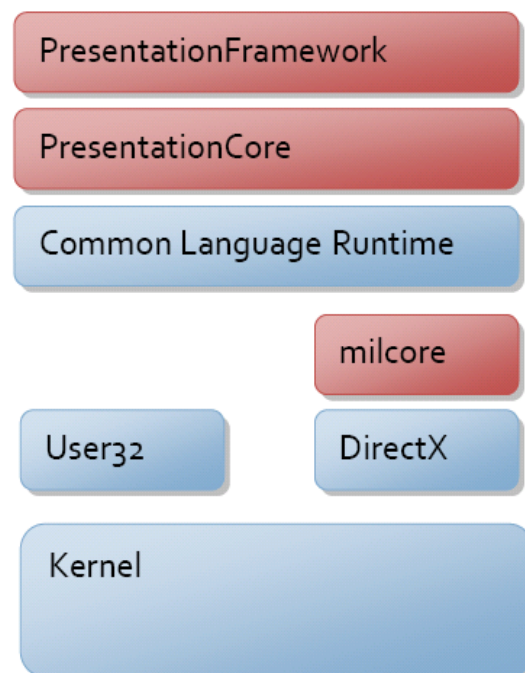 PresentationFramework
PresentationCore
Common Language Runtime
milcore
User32
DirectX
Kernel